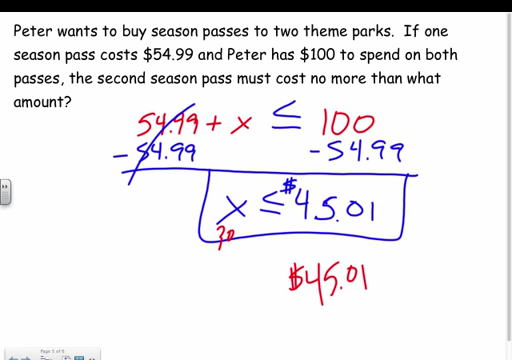 Peter wants to buy season passes to two theme parks. If one
season pass costs $54.99 and Peter has $100 to spend on both
passes, the second season pass must cost no more than what
amount?
54.99 + x ≤ 100
- 54.99 - 54.99
x ≤ $45.01
30
$45.01
Page 5 of 8